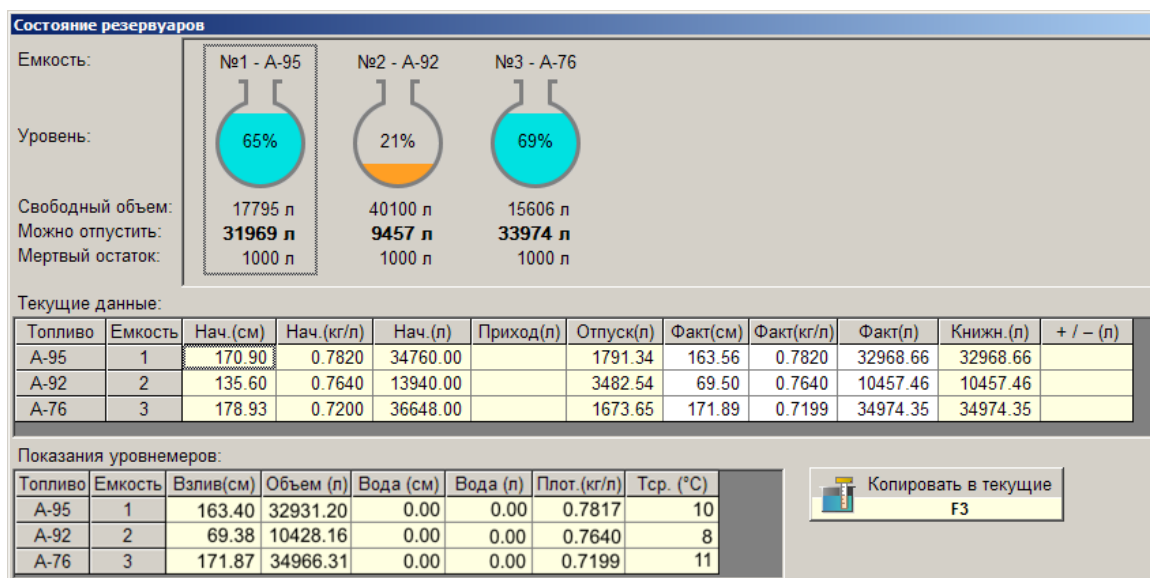 Состояние резервуаров
Емкость: №1 - А-95 №2 - А-92 №3 - А-76
Уровень: 65% 21% 69%
Свободный объем: 17795 л 40100 л 15606 л
Можно отпустить: 31969 л 9457 л 33974 л
Мертвый остаток: 1000 л 1000 л 1000 л
Текущие данные:
Топливо Емкость Нач.(см) Нач.(кг/л) Нач.(л) Приход(л) Отпуск(л) Факт(см) Факт(кг/л) Факт(л) Книжн.(л) + / – (л)
А-95 1 170.90 0.7820 34760.00 1791.34 163.56 0.7820 32968.66 32968.66
А-92 2 135.60 0.7640 13940.00 3482.54 69.50 0.7640 10457.46 10457.46
А-76 3 178.93 0.7200 36648.00 1673.65 171.89 0.7199 34974.35 34974.35
Показания уровнемеров:
Топливо Емкость Взлив(см) Объем (л) Вода (см) Вода (л) Плот.(кг/л) Тср. (°C)
А-95 1 163.40 32931.20 0.00 0.00 0.7817 10
А-92 2 69.38 10428.16 0.00 0.00 0.7640 8
А-76 3 171.87 34966.31 0.00 0.00 0.7199 11
Копировать в текущие
F3